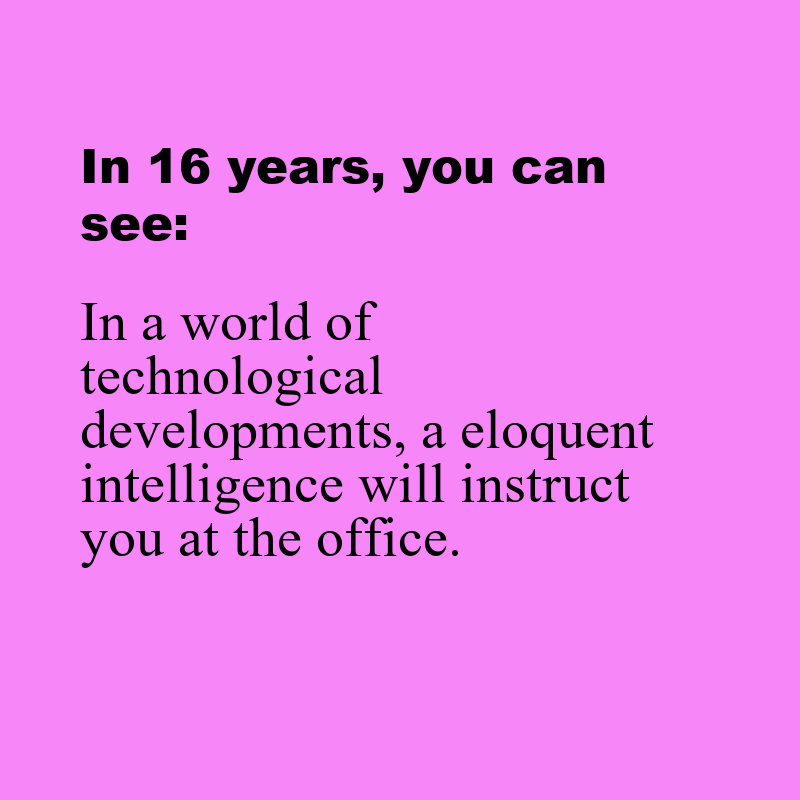 In 16 years, you can
see:
In a world of
technological
developments, a eloquent
intelligence will instruct
you at the office.